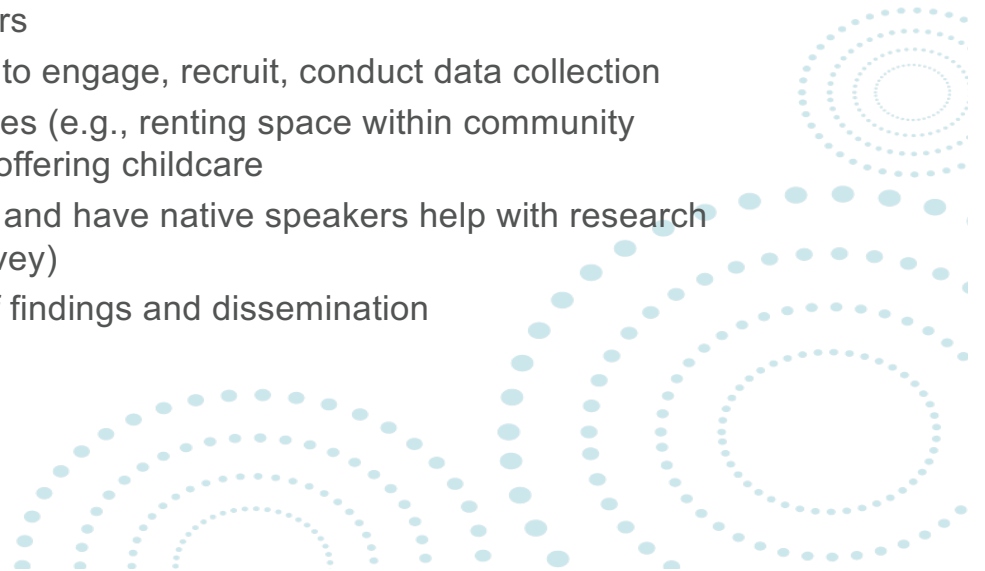 rs
to engage, recruit, conduct data collection
es (e.g., renting space within community
offering childcare
and have native speakers help with research
vey)
findings and dissemination